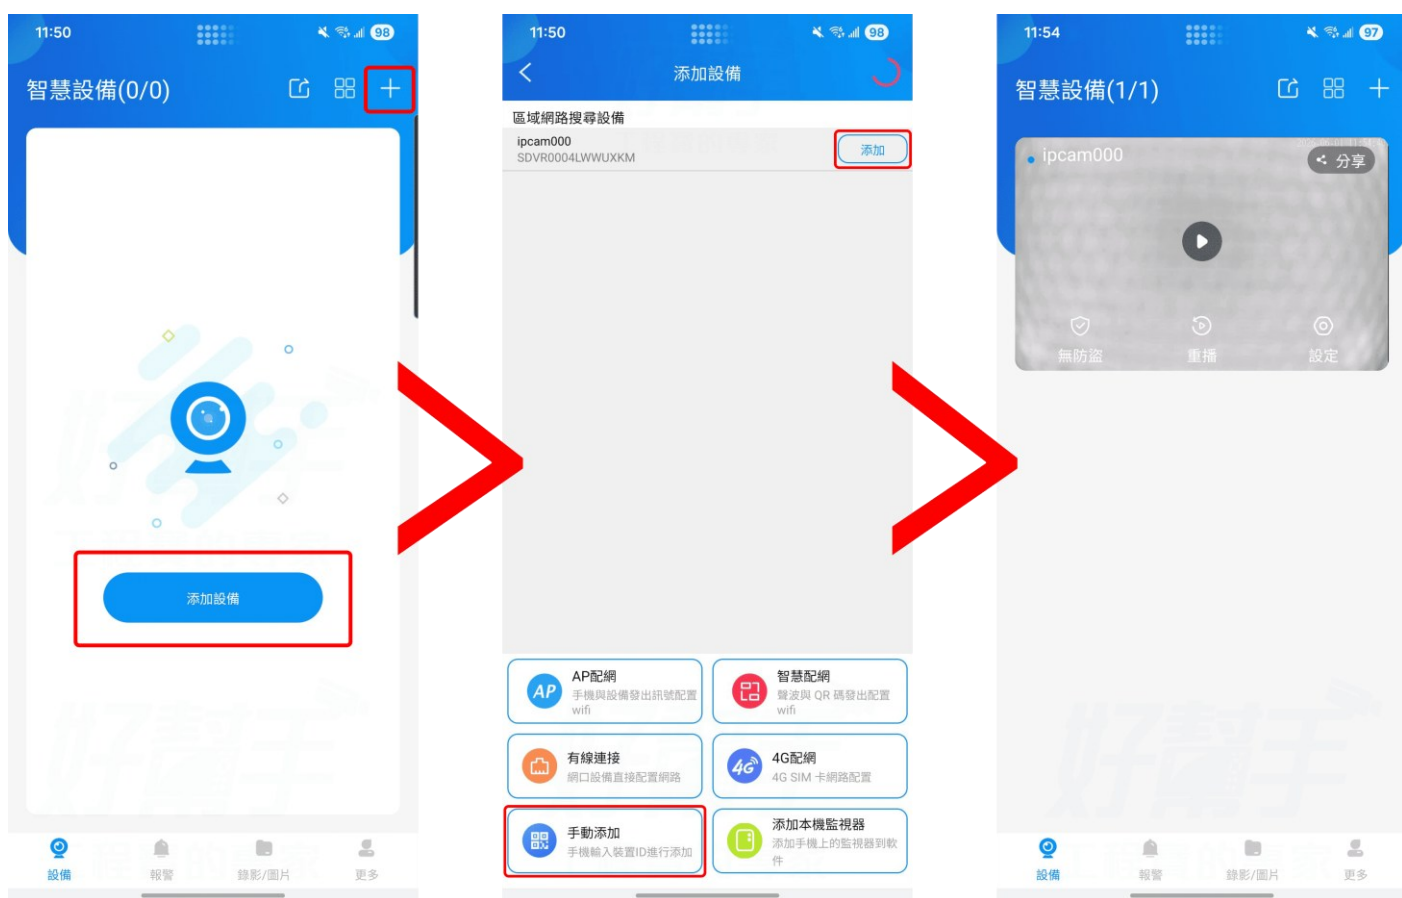 11:50
98
智慧設備(0/0)
添加設備
設備
報警
錄影/圖片
更多
11:50
98
添加設備
區域網路搜尋設備
ipcam000
SDVR0004LWWUXKM
添加
AP
AP配網
手機與設備發出訊號配置
wifi
智慧配網
聲波與 QR 碼發出配置
wifi
有線連接
網口設備直接配置網路
4G
4G配網
4G SIM 卡網路配置
手動添加
手機輸入裝置ID進行添加
添加本機監視器
添加手機上的監視器到軟
件
11:54
97
智慧設備(1/1)
ipcam000
分享
無防盜
重播
設定
好幫手
設備
報警
錄影/圖片
更多